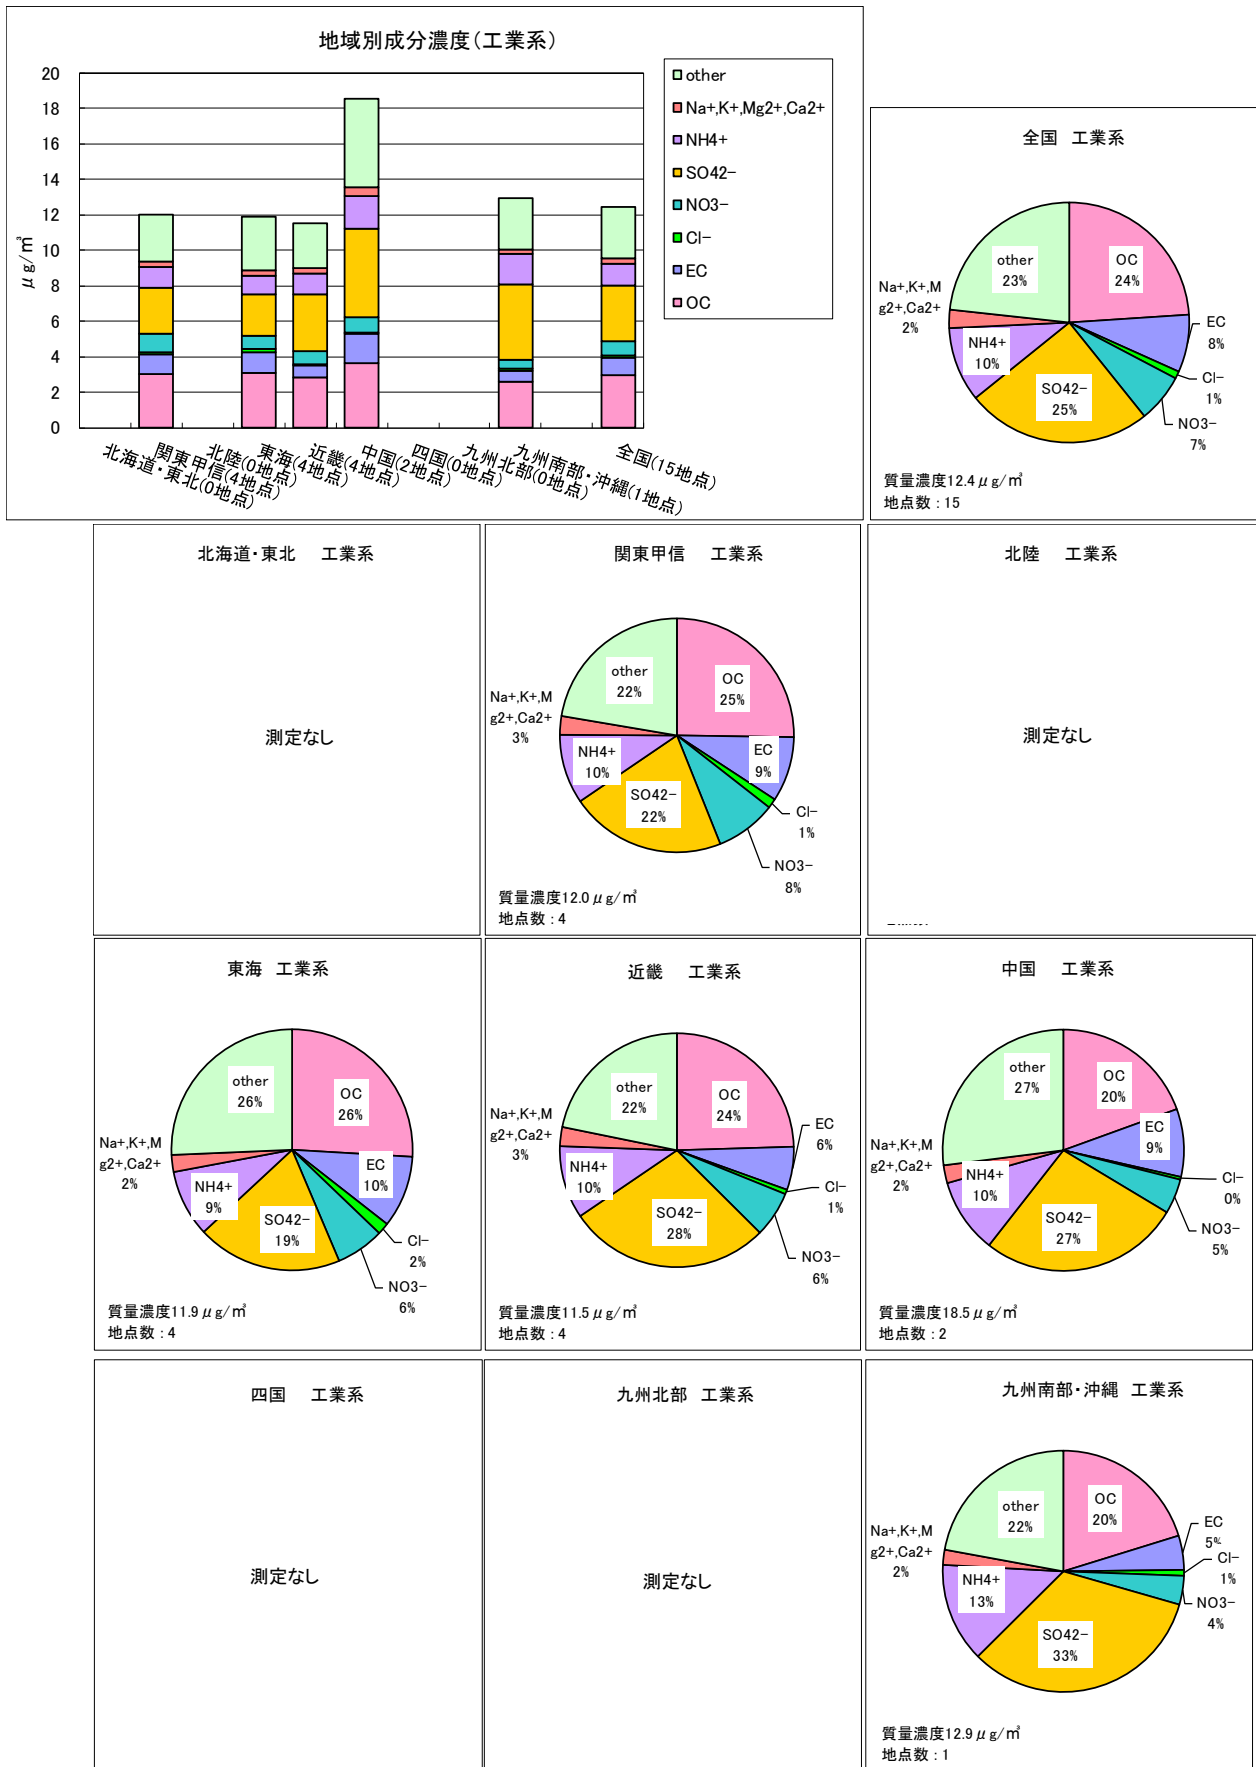 地域別成分濃度(工業系)
20
18
16
14
12
10
8
6
4
2
0
μg/㎥
北海道・東北(0地点)
関東甲信(4地点)
北陸(0地点)
東海(4地点)
近畿(4地点)
中国(2地点)
四国(0地点)
九州北部(0地点)
九州南部・沖縄(1地点)
全国(15地点)
other
Na+,K+,Mg2+,Ca2+
NH4+
SO42-
NO3-
Cl-
EC
OC
全国 工業系
other
23%
OC
24%
Na+,K+,M
g2+,Ca2+
2%
EC
8%
NH4+
10%
Cl-
1%
SO42-
25%
NO3-
7%
質量濃度12.4μg/㎥
地点数:15
北海道・東北 工業系
測定なし
関東甲信 工業系
other
22%
OC
25%
Na+,K+,M
g2+,Ca2+
3%
NH4+
10%
EC
9%
SO42-
22%
Cl-
1%
NO3-
8%
質量濃度12.0μg/㎥
地点数:4
北陸 工業系
測定なし
東海 工業系
other
26%
OC
26%
Na+,K+,M
g2+,Ca2+
2%
NH4+
9%
EC
10%
SO42-
19%
Cl-
2%
NO3-
6%
質量濃度11.9μg/㎥
地点数:4
近畿 工業系
other
22%
OC
24%
Na+,K+,M
g2+,Ca2+
3%
EC
6%
NH4+
10%
Cl-
1%
SO42-
28%
NO3-
6%
質量濃度11.5μg/㎥
地点数:4
中国 工業系
other
27%
OC
20%
Na+,K+,M
g2+,Ca2+
2%
EC
9%
NH4+
10%
Cl-
0%
SO42-
27%
NO3-
5%
質量濃度18.5μg/㎥
地点数:2
四国 工業系
測定なし
九州北部 工業系
測定なし
九州南部・沖縄 工業系
other
22%
OC
20%
Na+,K+,M
g2+,Ca2+
2%
EC
5%
Cl-
1%
NH4+
13%
NO3-
4%
SO42-
33%
質量濃度12.9μg/㎥
地点数:1